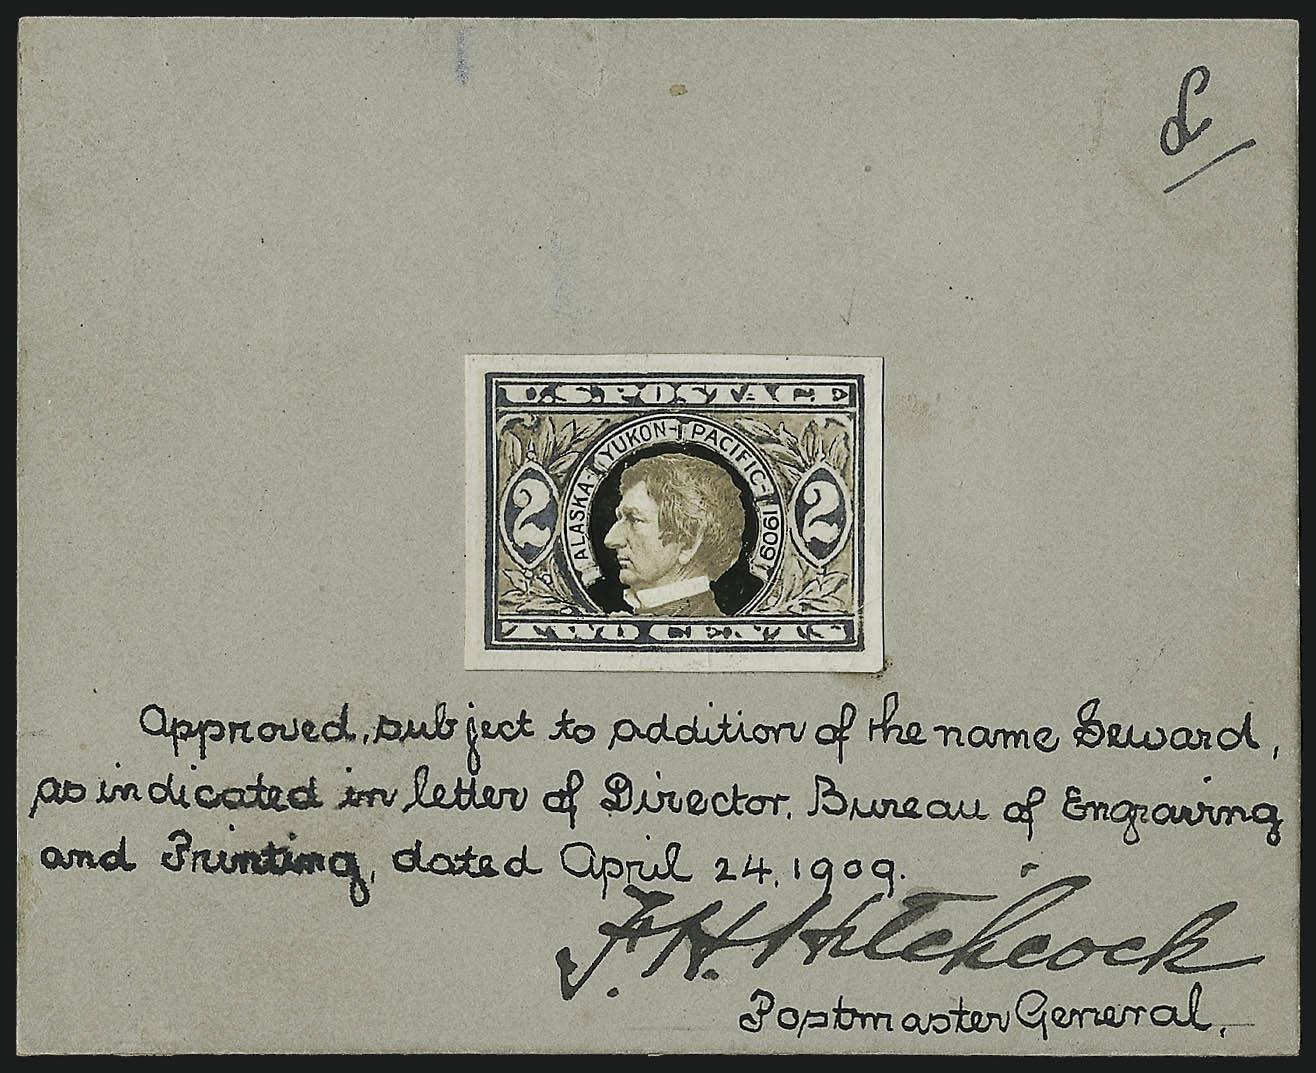 U.S. POSTAGE
ALASKA-YUKON-PACIFIC-1909
2 2
TWO CENTS
Approved, subject to addition of the name Seward,
as indicated in letter of Director, Bureau of Engraving
and Printing, dated April 24, 1909.
F. H. Hitchcock
Postmaster General.